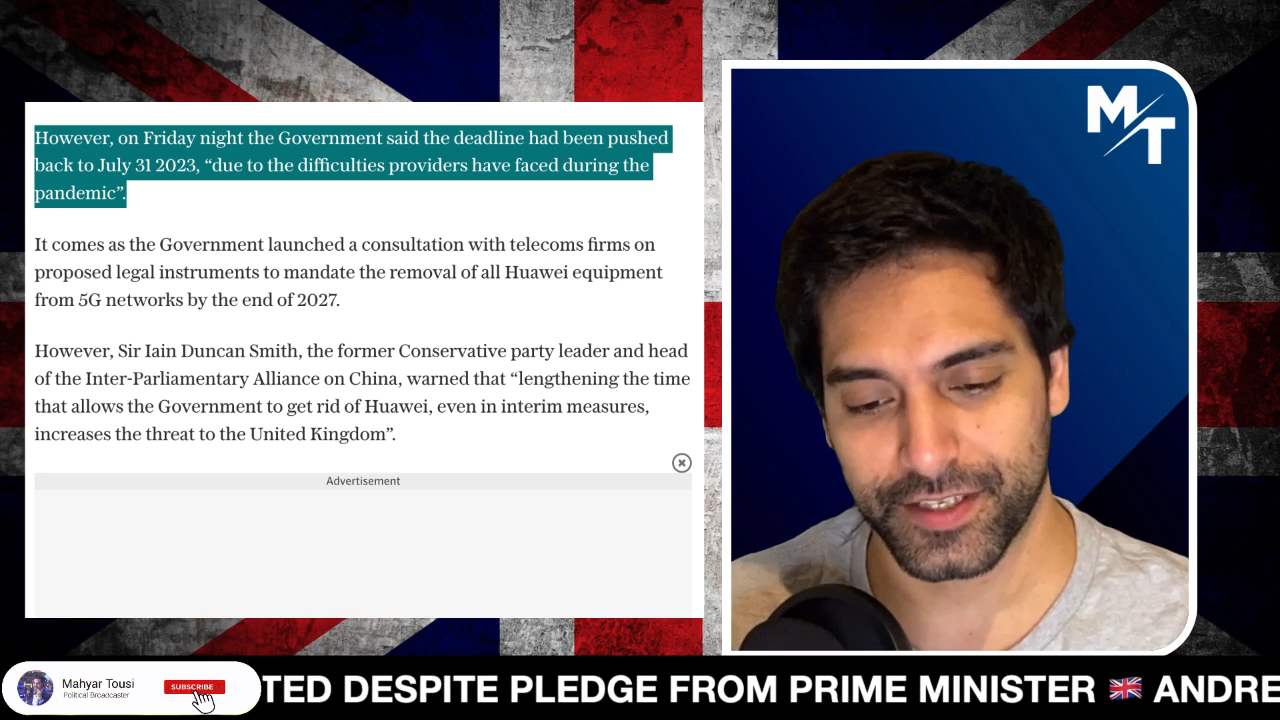 However, on Friday night the Government said the deadline had been pushed
back to July 31 2023, “due to the difficulties providers have faced during the
pandemic”.
It comes as the Government launched a consultation with telecoms firms on
proposed legal instruments to mandate the removal of all Huawei equipment
from 5G networks by the end of 2027.
However, Sir Iain Duncan Smith, the former Conservative party leader and head
of the Inter-Parliamentary Alliance on China, warned that “lengthening the time
that allows the Government to get rid of Huawei, even in interim measures,
increases the threat to the United Kingdom”.
Advertisement
MT
Mahyar Tousi
Political Broadcaster
SUBSCRIBE
TED DESPITE PLEDGE FROM PRIME MINISTER 🇬🇧 ANDRE